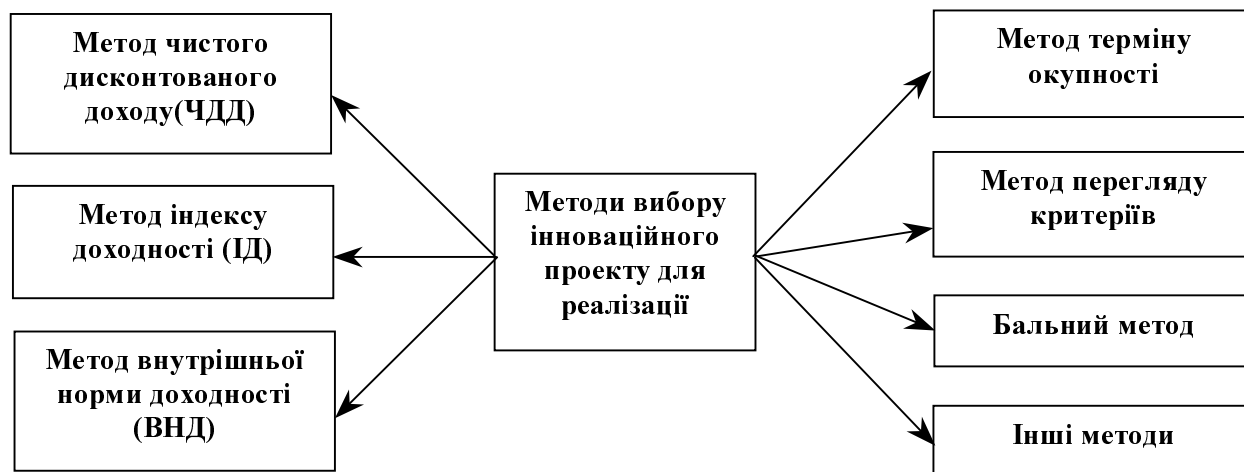 Метод чистого
дисконтованого
доходу(ЧДД)
Метод індексу
доходності (ІД)
Метод внутрішньої
норми доходності
(ВНД)
Методи вибору
інноваційного
проекту для
реалізації
Метод терміну
окупності
Метод перегляду
критеріїв
Бальний метод
Інші методи